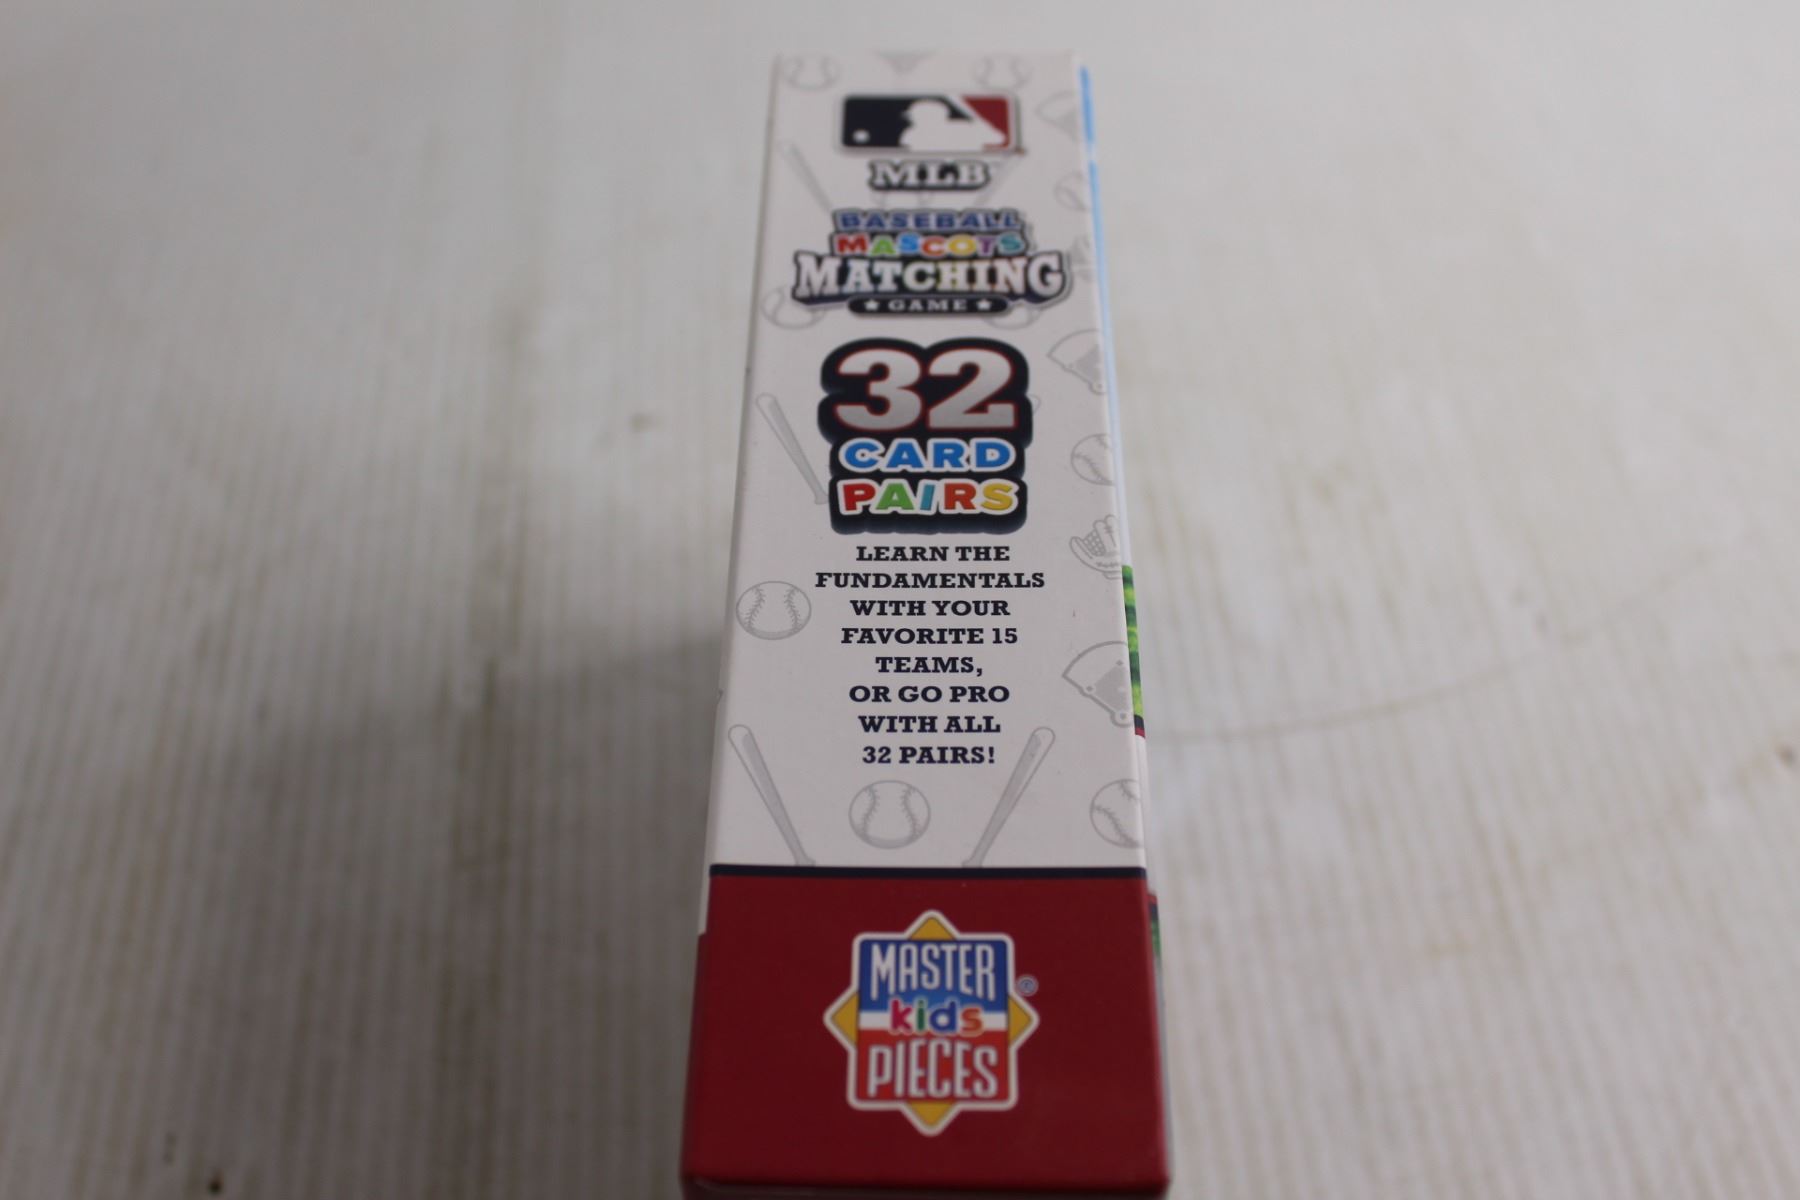 MLB
BASEBALL
MASCOTS
MATCHING
GAME
32
CARD
PAIRS
LEARN THE
FUNDAMENTALS
WITH YOUR
FAVORITE 15
TEAMS,
OR GO PRO
WITH ALL
32 PAIRS!
MASTER
kids
PIECES
®